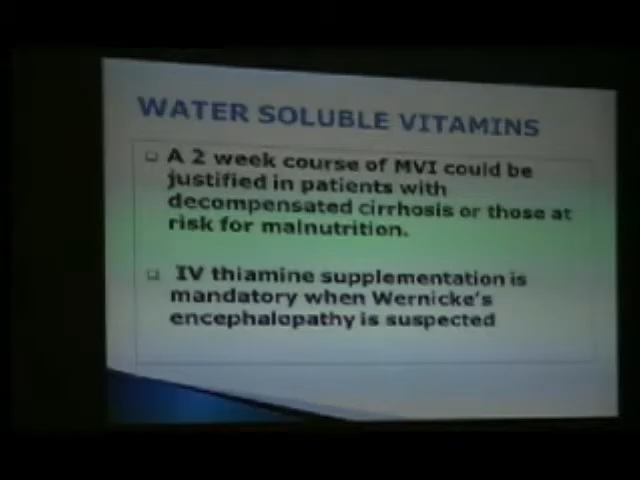 WATER SOLUBLE VITAMINS
A 2 week course of MVI could be
justified in patients with
decompensated cirrhosis or those at
risk for malnutrition.
IV thiamine supplementation is
mandatory when Wernicke's
encephalopathy is suspected